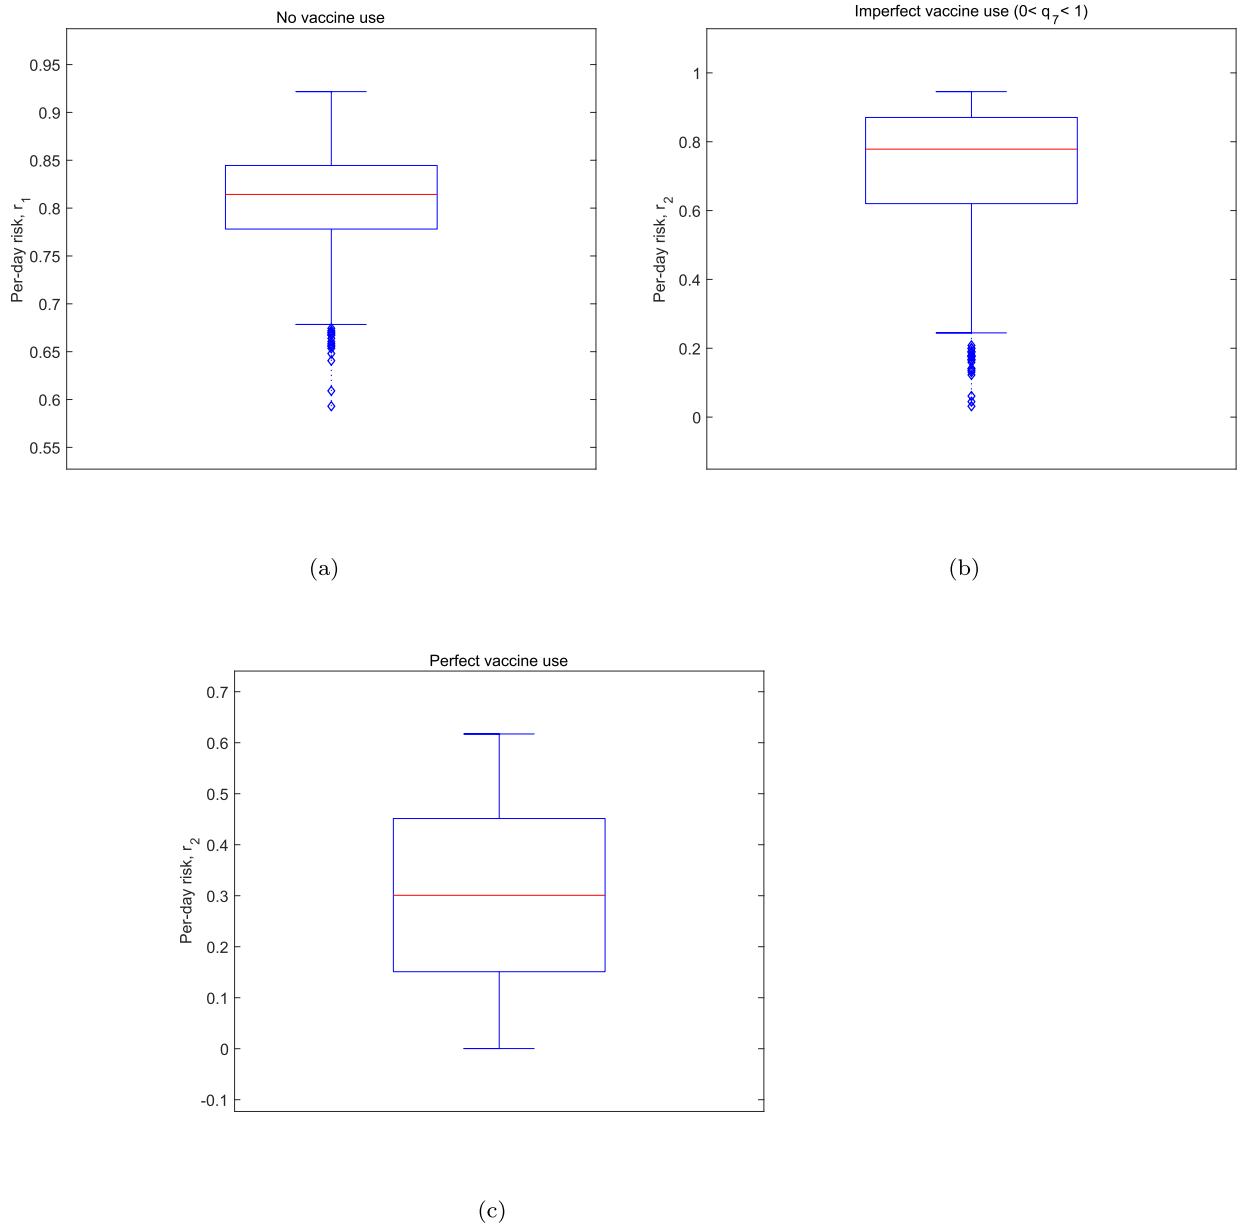 No vaccine use
0.95
0.9
0.85
0.8
0.75
0.7
0.65
0.6
0.55
Per-day risk, r1
(a)
Imperfect vaccine use (0< q7< 1)
1
0.8
0.6
0.4
0.2
0
Per-day risk, r2
(b)
Perfect vaccine use
0.7
0.6
0.5
0.4
0.3
0.2
0.1
0
-0.1
Per-day risk, r2
(c)